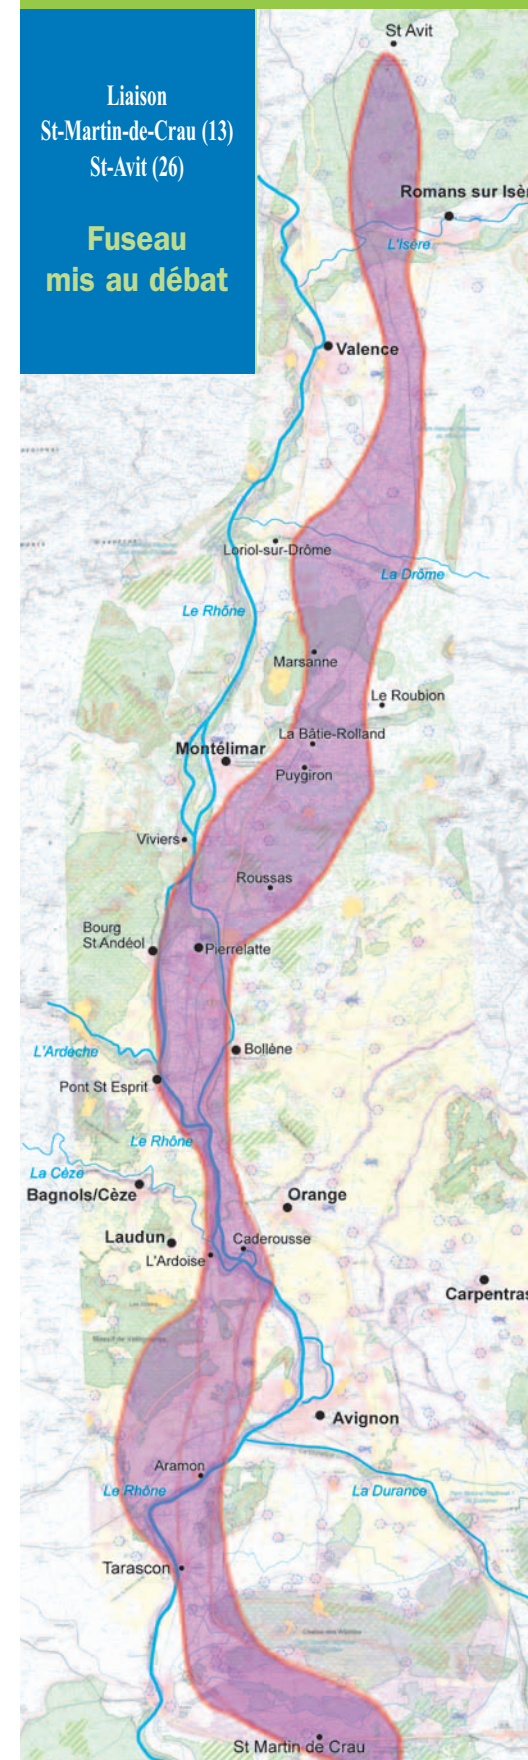 Liaison
St-Martin-de-Crau (13)
St-Avit (26)
Fuseau
mis au débat
St Avit
Romans sur Isèr
L'Isère
Valence
Loriol-sur-Drôme
La Drôme
Le Rhône
Marsanne
Le Roubion
La Bâtie-Rolland
Montélimar
Puygiron
Viviers
Roussas
Bourg
St Andéol
Pierrelatte
L'Ardèche
Bollène
Pont St Esprit
Le Rhône
La Cèze
Bagnols/Cèze
Orange
Laudun
Caderousse
L'Ardoise
Carpentras
Avignon
Aramon
Le Rhône
La Durance
Tarascon
St Martin de Crau